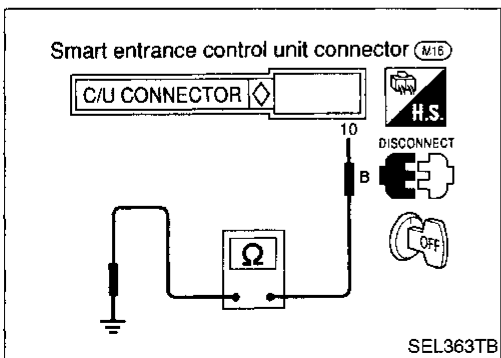 Smart entrance control unit connector (M16)
C/U CONNECTOR
H.S.
10
DISCONNECT
B
OFF
Ω
SEL363TB